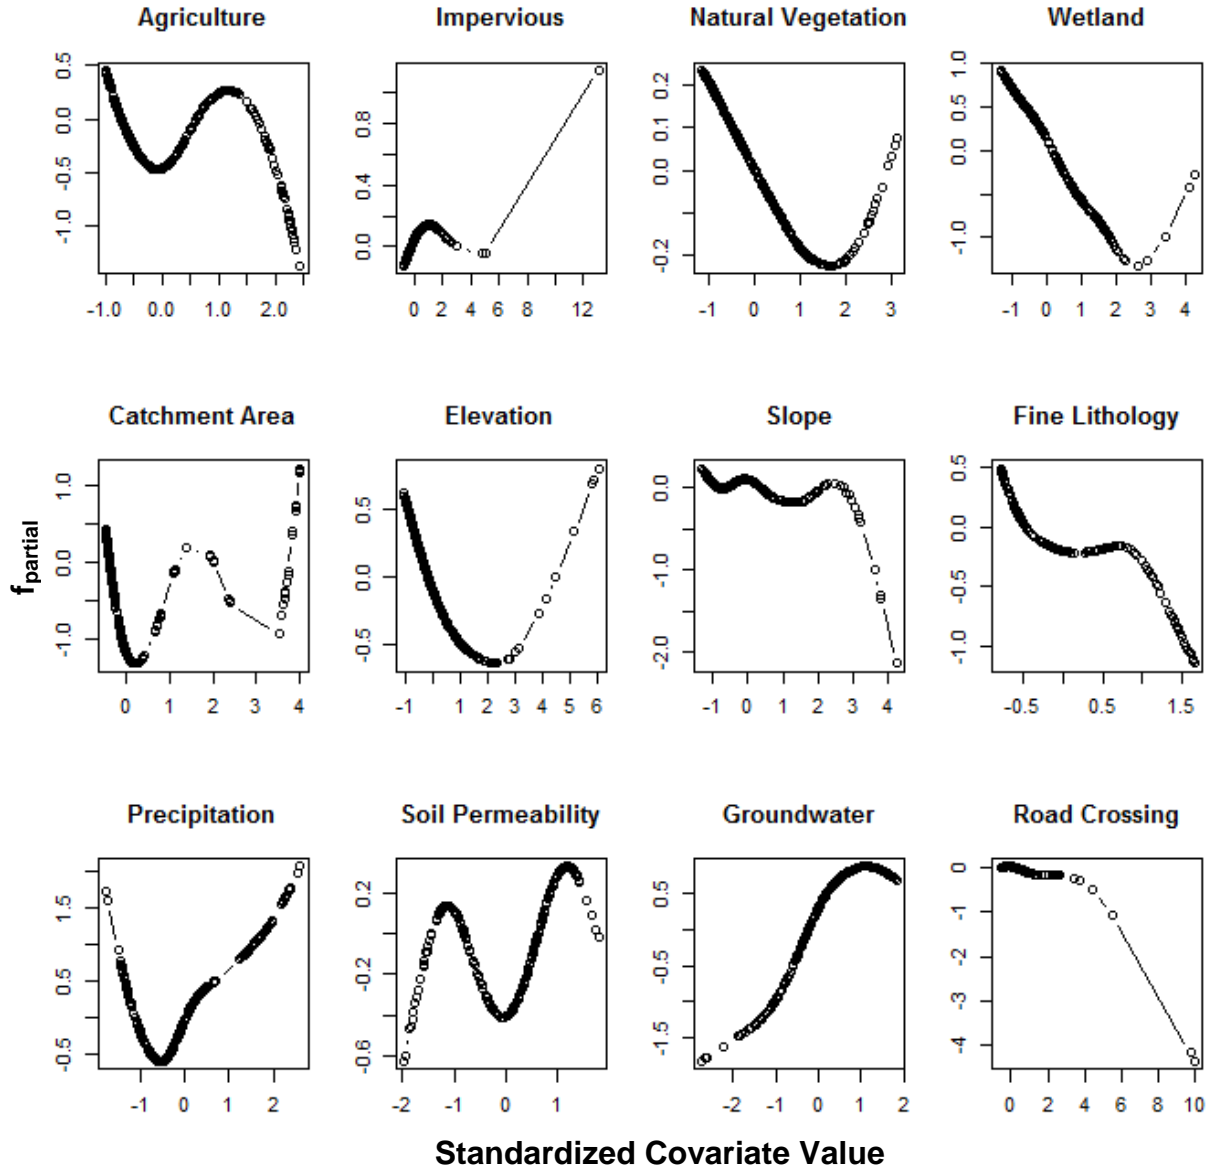 Agriculture Impervious Natural Vegetation Wetland
0.5 0.0 -0.5 -1.0
0.8 0.4 0.0
0.2 0.1 0.0 -0.2
1.0 0.5 0.0 -1.0
-1.0 0.0 1.0 2.0
0 2 4 6 8 12
-1 0 1 2 3
-1 0 1 2 3 4
Catchment Area Elevation Slope Fine Lithology
1.0 0.0 -1.0
0.5 0.0 -0.5
0.0 -1.0 -2.0
0.5 0.0 -0.5 -1.0
0 1 2 3 4
-1 1 2 3 4 5 6
-1 0 1 2 3 4
-0.5 0.5 1.5
fpartial
Precipitation Soil Permeability Groundwater Road Crossing
1.5 0.5 -0.5
0.2 -0.2 -0.6
0.5 -0.5 -1.5
0 -1 -3 -4
-1 0 1 2
-2 -1 0 1
-2 -1 0 1 2
0 2 4 6 8 10
Standardized Covariate Value